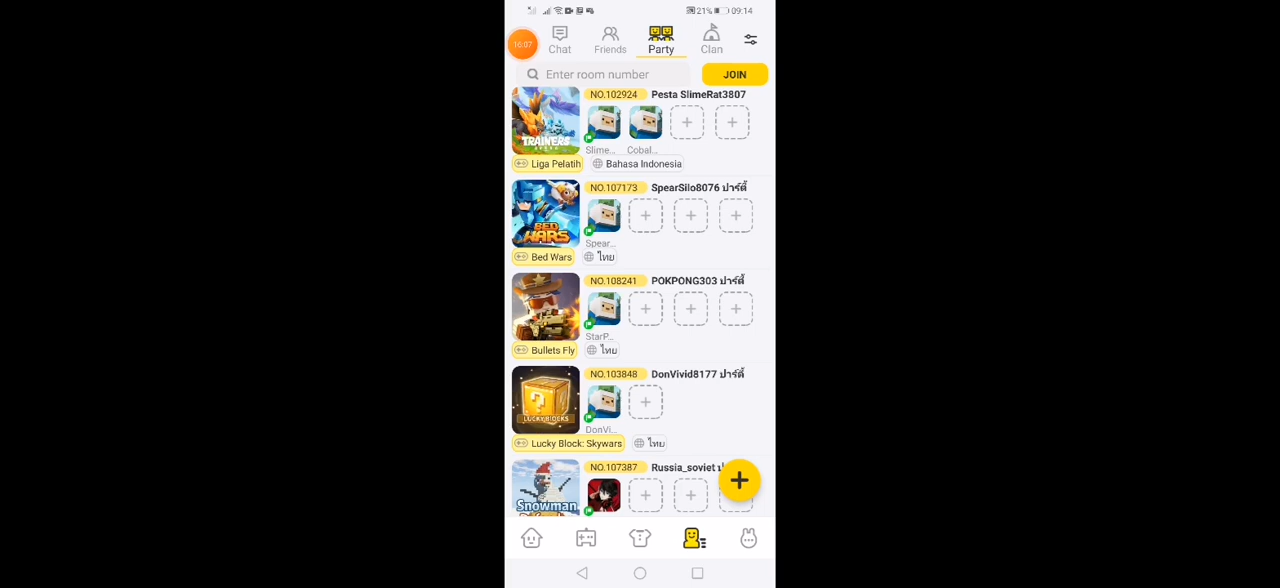 21% 09:14
16:07
Chat Friends Party Clan
Enter room number JOIN
NO.102924 Pesta SlimeRat3807
TRAINERS
Slime... Cobal...
Liga Pelatih Bahasa Indonesia
NO.107173 SpearSilo8076 ปาร์ตี้
BED WARS
Spear...
Bed Wars ไทย
NO.108241 POKPONG303 ปาร์ตี้
StarP...
Bullets Fly ไทย
NO.103848 DonVivid8177 ปาร์ตี้
LUCKY BLOCKS
DonVi...
Lucky Block: Skywars ไทย
NO.107387 Russia_soviet
Snowman